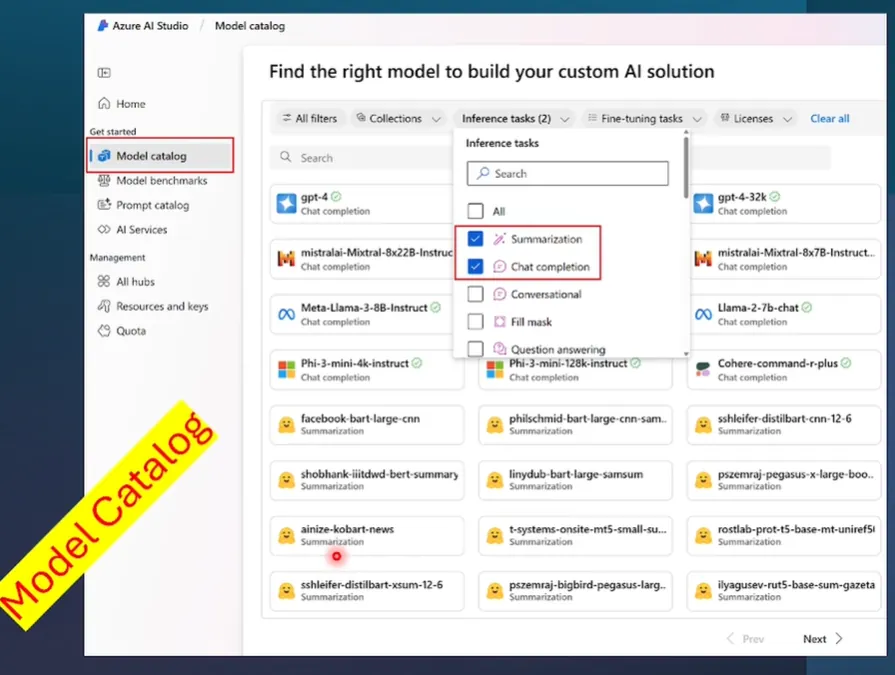 Azure AI Studio / Model catalog
Home
Get started
Model catalog
Model benchmarks
Prompt catalog
AI Services
Management
All hubs
Resources and keys
Quota
Model Catalog
Find the right model to build your custom AI solution
All filters Collections Inference tasks (2) Fine-tuning tasks Licenses Clear all
Search
Inference tasks
Search
All
Summarization
Chat completion
Conversational
Fill mask
Question answering
gpt-4
Chat completion
gpt-4-32k
Chat completion
mistralai-Mixtral-8x22B-Instruc
Chat completion
mistralai-Mixtral-8x7B-Instruct...
Chat completion
Meta-Llama-3-8B-Instruct
Chat completion
Llama-2-7b-chat
Chat completion
Phi-3-mini-4k-instruct
Chat completion
Phi-3-mini-128k-instruct
Chat completion
Cohere-command-r-plus
Chat completion
facebook-bart-large-cnn
Summarization
philschmid-bart-large-cnn-sam...
Summarization
sshleifer-distilbart-cnn-12-6
Summarization
shobhank-iiitdwd-bert-summary
Summarization
linydub-bart-large-samsum
Summarization
pszemraj-pegasus-x-large-boo...
Summarization
ainize-kobart-news
Summarization
t-systems-onsite-mt5-small-su...
Summarization
rostlab-prot-t5-base-mt-uniref50
Summarization
sshleifer-distilbart-xsum-12-6
Summarization
pszemraj-bigbird-pegasus-larg...
Summarization
ilyagusev-rut5-base-sum-gazeta
Summarization
Prev Next